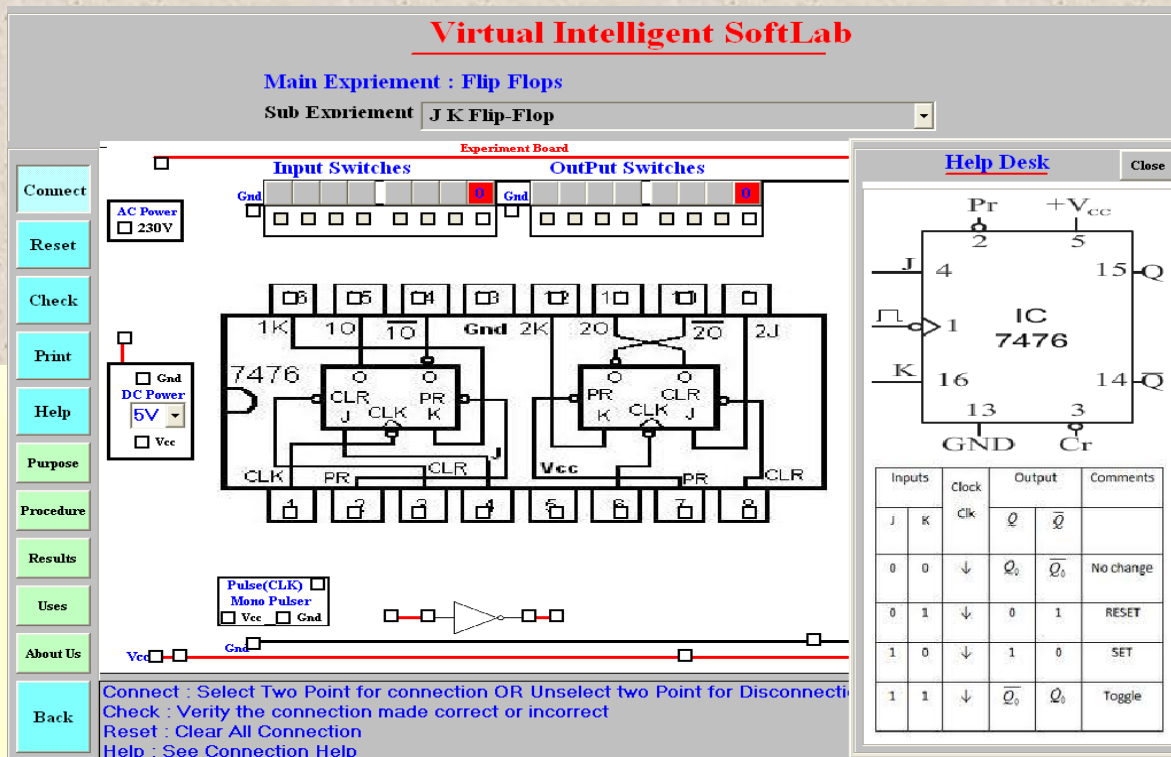 Virtual Intelligent SoftLab
Main Expriement : Flip Flops
Sub Expriement J K Flip-Flop
Connect
Reset
Check
Print
Help
Purpose
Procedure
Results
Uses
About Us
Back
Experiment Board
Input Switches OutPut Switches
Gnd 0 Gnd 0
AC Power
230V
Gnd
DC Power
5V
Vcc
1K 1O 1O Gnd 2K 2O 2O 2J
7476
CLR PR PR CLR
J CLK K K CLK J
J
CLK PR CLR Vcc PR CLR
1 2 3 4 5 6 7 8
Pulse(CLK)
Mono Pulser
Vcc Gnd
Gnd
Vcc
Connect : Select Two Point for connection OR Unselect two Point for Disconnecti
Check : Verify the connection made correct or incorrect
Reset : Clear All Connection
Help : See Connection Help
Help Desk Close
Pr +Vcc
2 5
J 4 15 Q
1 IC
7476
K 16 14 Q̅
13 3
GND Cr
Inputs Clock Output Comments
J K Clk Q Q̅
0 0 ↓ Q₀ Q̅₀ No change
0 1 ↓ 0 1 RESET
1 0 ↓ 1 0 SET
1 1 ↓ Q̅₀ Q₀ Toggle